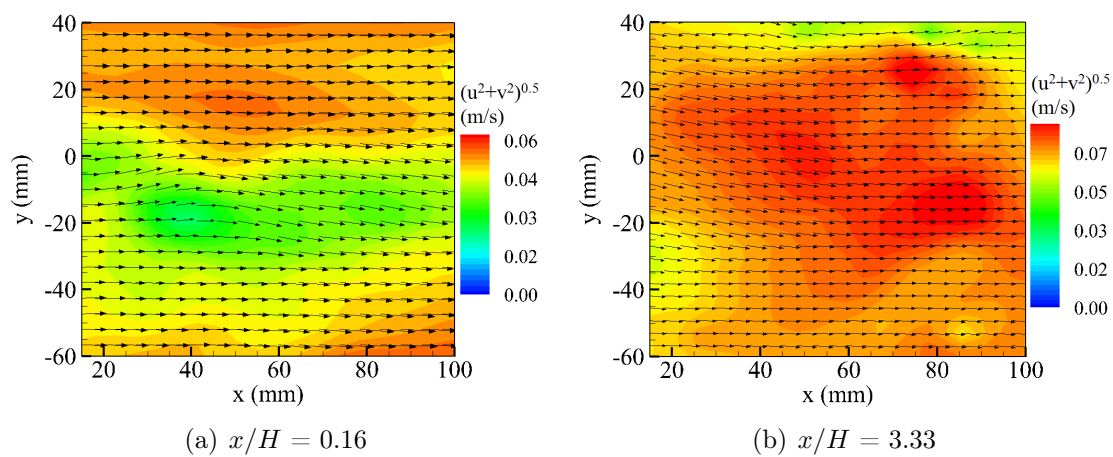 40
20
0
-20
-40
-60
y (mm)
20 40 60 80 100
x (mm)
(u²+v²)⁰·⁵
(m/s)
0.06
0.04
0.03
0.02
0.00
(a) x/H = 0.16
40
20
0
-20
-40
-60
y (mm)
20 40 60 80 100
x (mm)
(u²+v²)⁰·⁵
(m/s)
0.07
0.05
0.03
0.02
0.00
(b) x/H = 3.33